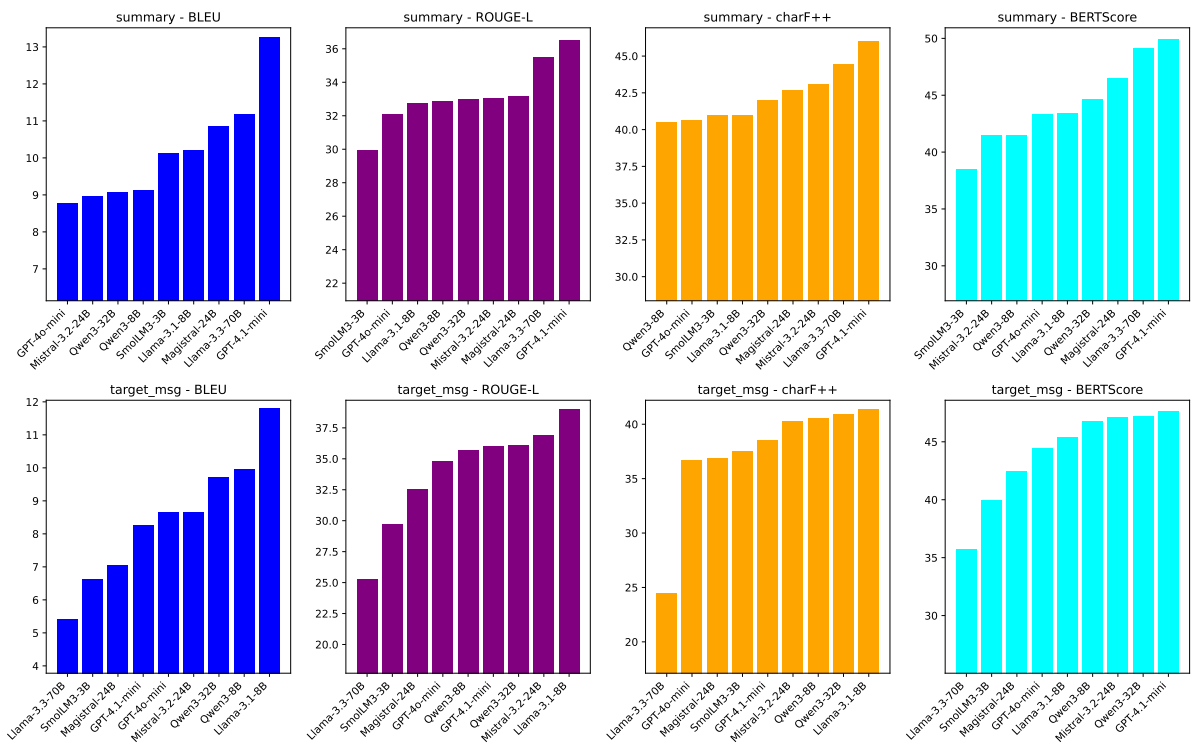 summary - BLEU
13
12
11
10
9
8
7
GPT-4o-mini
Mistral-3.2-24B
Qwen3-32B
Qwen3-8B
SmolLM3-3B
Llama-3.1-8B
Magistral-24B
Llama-3.3-70B
GPT-4.1-mini
summary - ROUGE-L
36
34
32
30
28
26
24
22
SmolLM3-3B
GPT-4o-mini
Llama-3.1-8B
Qwen3-8B
Qwen3-32B
Mistral-3.2-24B
Magistral-24B
Llama-3.3-70B
GPT-4.1-mini
summary - charF++
45.0
42.5
40.0
37.5
35.0
32.5
30.0
Qwen3-8B
GPT-4o-mini
SmolLM3-3B
Llama-3.1-8B
Qwen3-32B
Magistral-24B
Mistral-3.2-24B
Llama-3.3-70B
GPT-4.1-mini
summary - BERTScore
50
45
40
35
30
SmolLM3-3B
Mistral-3.2-24B
Qwen3-8B
GPT-4o-mini
Llama-3.1-8B
Qwen3-32B
Magistral-24B
Llama-3.3-70B
GPT-4.1-mini
target_msg - BLEU
12
11
10
9
8
7
6
5
4
Llama-3.3-70B
SmolLM3-3B
Magistral-24B
GPT-4.1-mini
GPT-4o-mini
Mistral-3.2-24B
Qwen3-32B
Qwen3-8B
Llama-3.1-8B
target_msg - ROUGE-L
37.5
35.0
32.5
30.0
27.5
25.0
22.5
20.0
Llama-3.3-70B
SmolLM3-3B
Magistral-24B
GPT-4o-mini
Qwen3-8B
GPT-4.1-mini
Qwen3-32B
Mistral-3.2-24B
Llama-3.1-8B
target_msg - charF++
40
35
30
25
20
Llama-3.3-70B
GPT-4o-mini
Magistral-24B
SmolLM3-3B
GPT-4.1-mini
Mistral-3.2-24B
Qwen3-8B
Qwen3-32B
Llama-3.1-8B
target_msg - BERTScore
45
40
35
30
Llama-3.3-70B
SmolLM3-3B
Magistral-24B
GPT-4o-mini
Llama-3.1-8B
Qwen3-8B
Mistral-3.2-24B
Qwen3-32B
GPT-4.1-mini